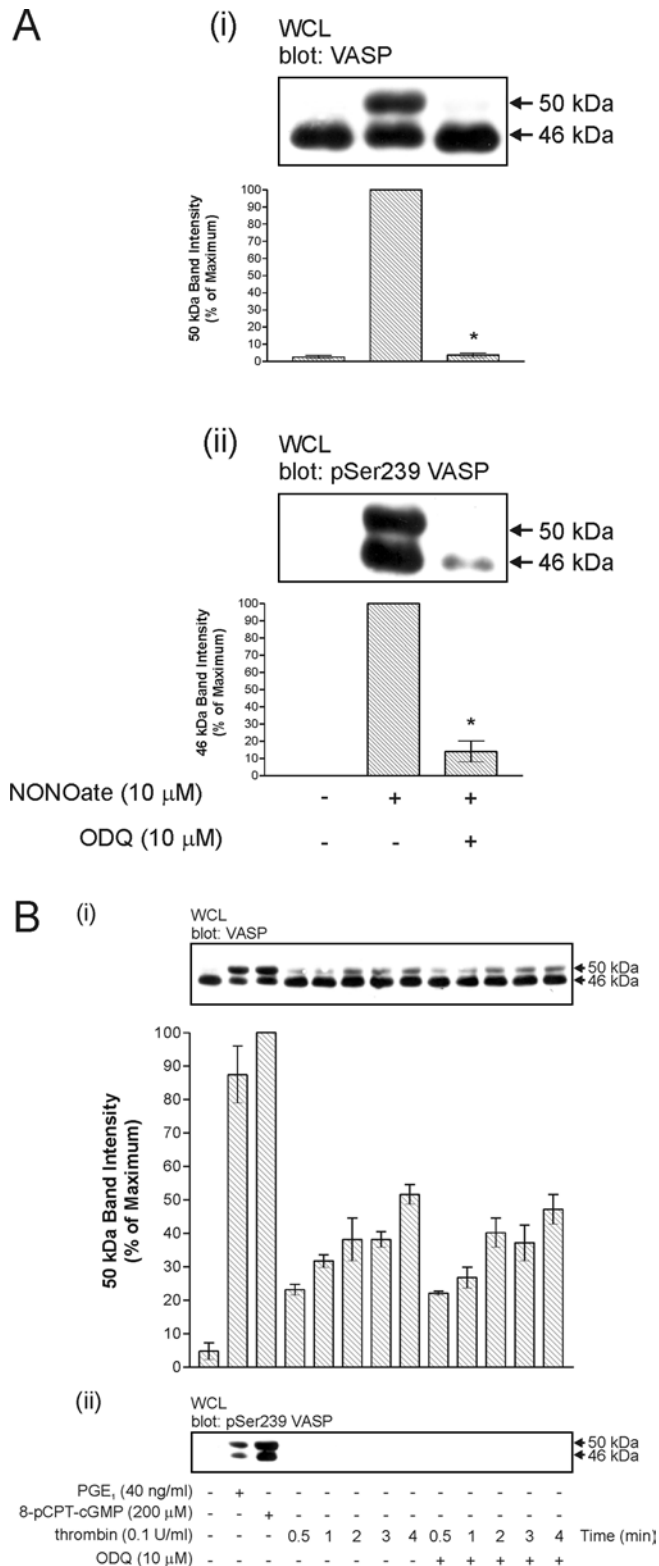 A
(i)
WCL
blot: VASP
50 kDa
46 kDa
50 kDa Band Intensity
(% of Maximum)
100
90
80
70
60
50
40
30
20
10
0
*
(ii)
WCL
blot: pSer239 VASP
50 kDa
46 kDa
46 kDa Band Intensity
(% of Maximum)
100
90
80
70
60
50
40
30
20
10
0
*
NONOate (10 μM) - + +
ODQ (10 μM) - - +
B
(i)
WCL
blot: VASP
50 kDa
46 kDa
50 kDa Band Intensity
(% of Maximum)
100
90
80
70
60
50
40
30
20
10
0
(ii)
WCL
blot: pSer239 VASP
50 kDa
46 kDa
PGE₁ (40 ng/ml) - + - - - - - - - - - - -
8-pCPT-cGMP (200 μM) - - + - - - - - - - - - -
thrombin (0.1 U/ml) - - - 0.5 1 2 3 4 0.5 1 2 3 4 Time (min)
ODQ (10 μM) - - - - - - - - + + + + +